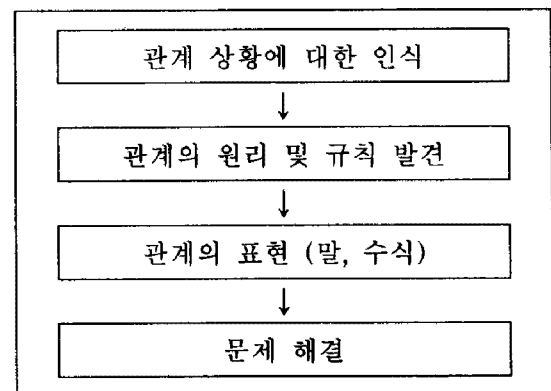 관계 상황에 대한 인식
↓
관계의 원리 및 규칙 발견
↓
관계의 표현 (말, 수식)
↓
문제 해결